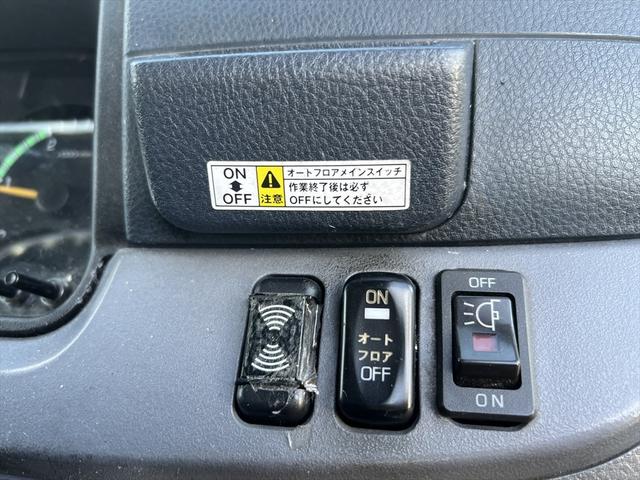 ON
OFF
注意
オートフロアメインスイッチ
作業終了後は必ず
OFFにしてください
ON
オート
フロア
OFF
OFF
ON